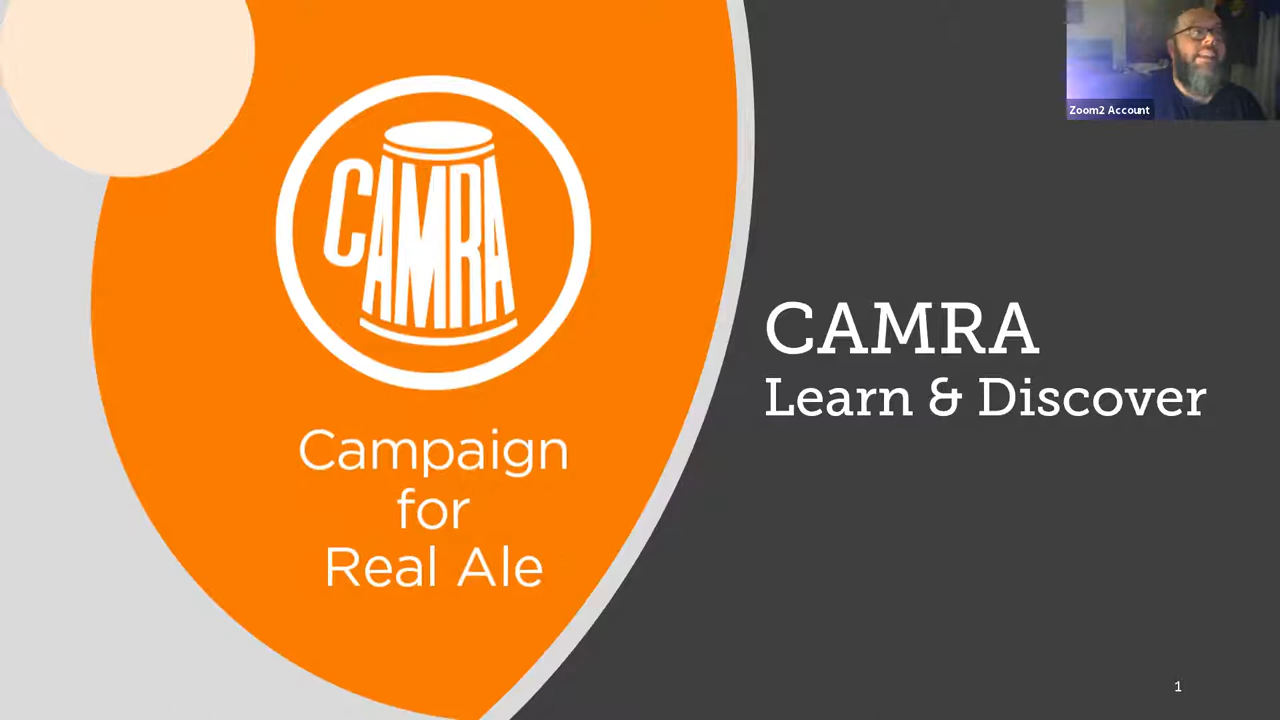 Zoom2 Account
CAMRA
Campaign
for
Real Ale
CAMRA
Learn & Discover
1